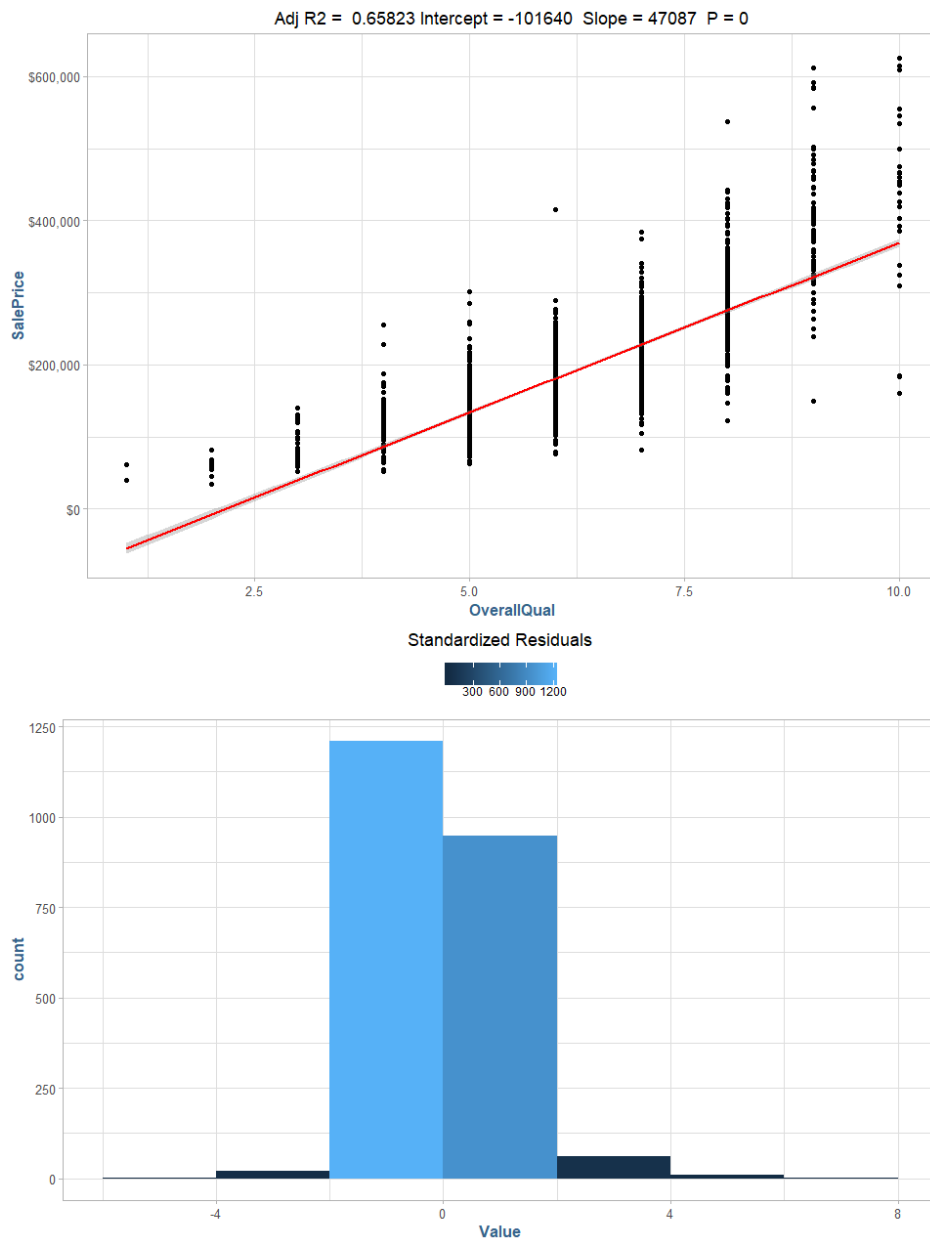 Adj R2 =  0.65823 Intercept = -101640  Slope = 47087  P = 0
$600,000
$400,000
$200,000
$0
SalePrice
2.5 5.0 7.5 10.0
OverallQual
Standardized Residuals
300 600 900 1200
1250
1000
750
500
250
0
count
-4 0 4 8
Value